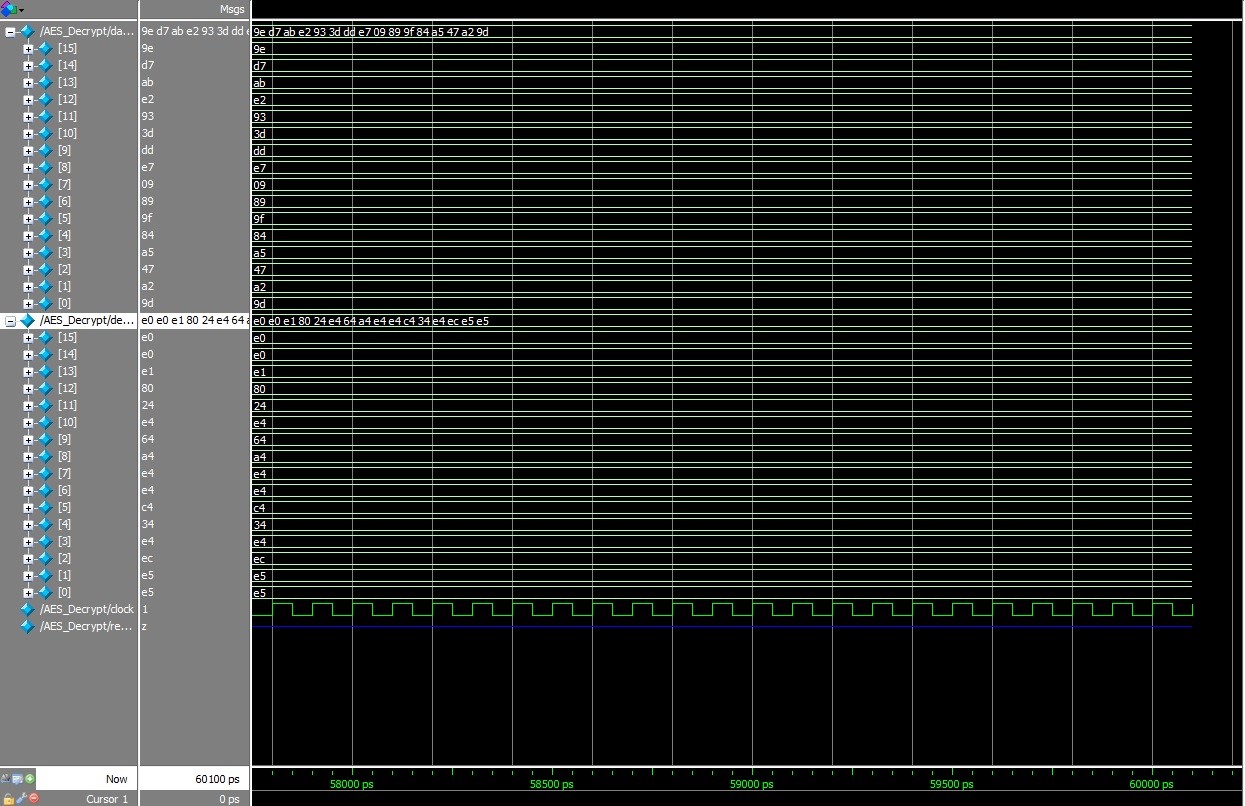 Msgs
/AES_Decrypt/da... 9e d7 ab e2 93 3d dd e 9e d7 ab e2 93 3d dd e7 09 89 9f 84 a5 47 a2 9d
[15] 9e 9e
[14] d7 d7
[13] ab ab
[12] e2 e2
[11] 93 93
[10] 3d 3d
[9] dd dd
[8] e7 e7
[7] 09 09
[6] 89 89
[5] 9f 9f
[4] 84 84
[3] a5 a5
[2] 47 47
[1] a2 a2
[0] 9d 9d
/AES_Decrypt/de... e0 e0 e1 80 24 e4 64 a e0 e0 e1 80 24 e4 64 a4 e4 e4 c4 34 e4 ec e5 e5
[15] e0 e0
[14] e0 e0
[13] e1 e1
[12] 80 80
[11] 24 24
[10] e4 e4
[9] 64 64
[8] a4 a4
[7] e4 e4
[6] e4 e4
[5] c4 c4
[4] 34 34
[3] e4 e4
[2] ec ec
[1] e5 e5
[0] e5 e5
/AES_Decrypt/clock 1
/AES_Decrypt/re... z
Now 60100 ps 58000 ps 58500 ps 59000 ps 59500 ps 60000 ps
Cursor 1 0 ps